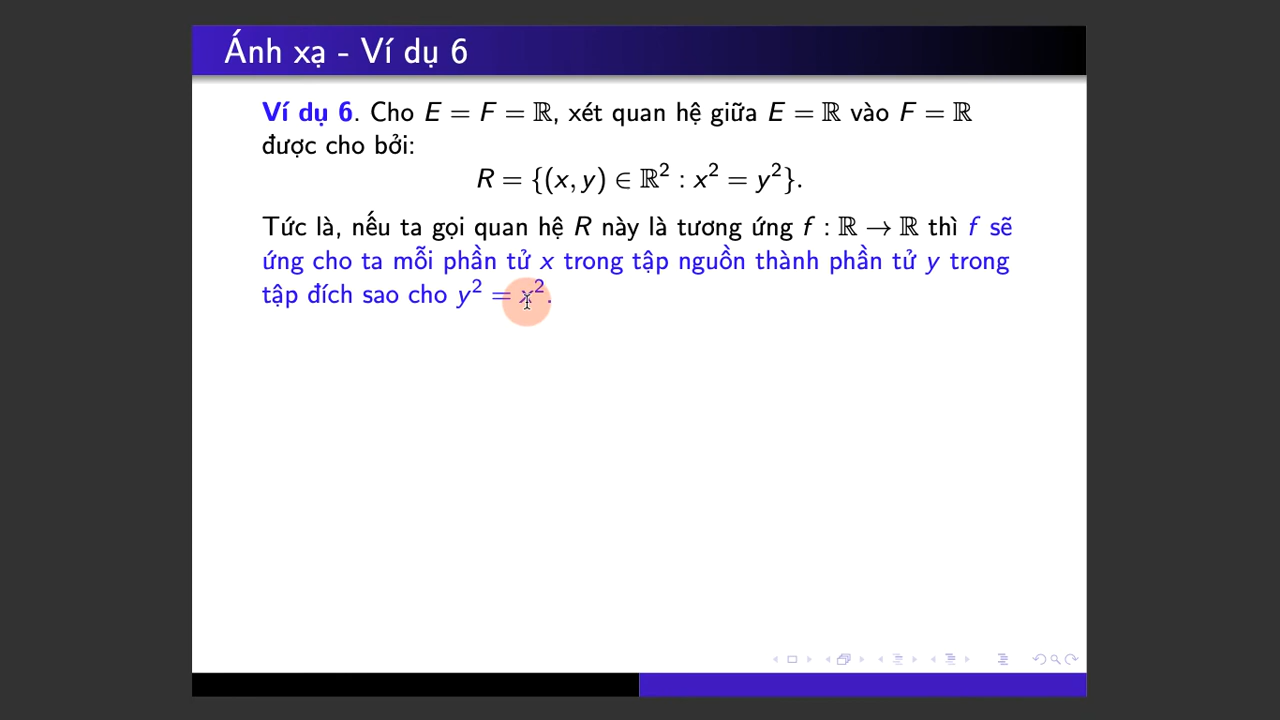 Ánh xạ - Ví dụ 6
Ví dụ 6. Cho E = F = ℝ, xét quan hệ giữa E = ℝ vào F = ℝ
được cho bởi:
R = {(x, y) ∈ ℝ² : x² = y²}.
Tức là, nếu ta gọi quan hệ R này là tương ứng f : ℝ → ℝ thì f sẽ
ứng cho ta mỗi phần tử x trong tập nguồn thành phần tử y trong
tập đích sao cho y² = x².